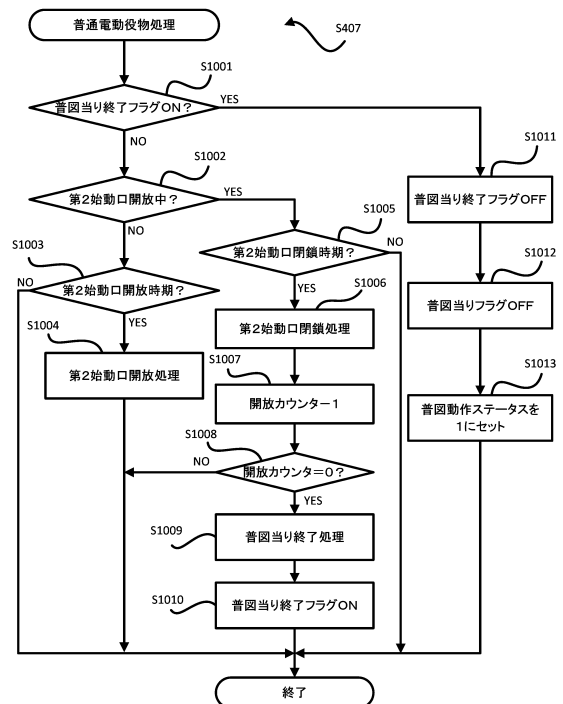 普通電動役物処理
S407
S1001
普図当り終了フラグON？
YES
NO
S1002
第2始動口開放中？
YES
NO
S1011
普図当り終了フラグOFF
S1003
第2始動口開放時期？
NO
YES
S1005
第2始動口閉鎖時期？
NO
YES
S1012
普図当りフラグOFF
S1004
第2始動口開放処理
S1006
第2始動口閉鎖処理
S1007
開放カウンター1
S1013
普図動作ステータスを
1にセット
S1008
開放カウンタ＝0？
NO
YES
S1009
普図当り終了処理
S1010
普図当り終了フラグON
終了